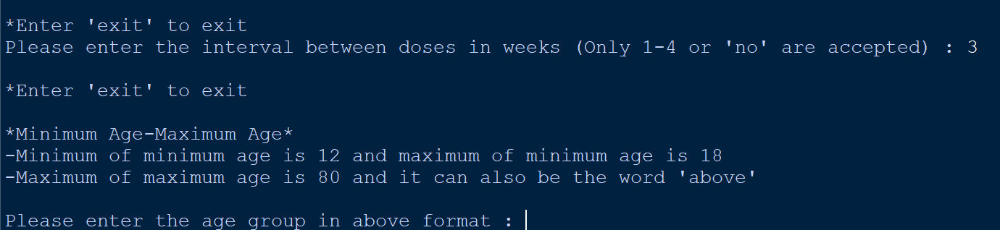 *Enter 'exit' to exit
Please enter the interval between doses in weeks (Only 1-4 or 'no' are accepted) : 3
*Enter 'exit' to exit
*Minimum Age-Maximum Age*
-Minimum of minimum age is 12 and maximum of minimum age is 18
-Maximum of maximum age is 80 and it can also be the word 'above'
Please enter the age group in above format :